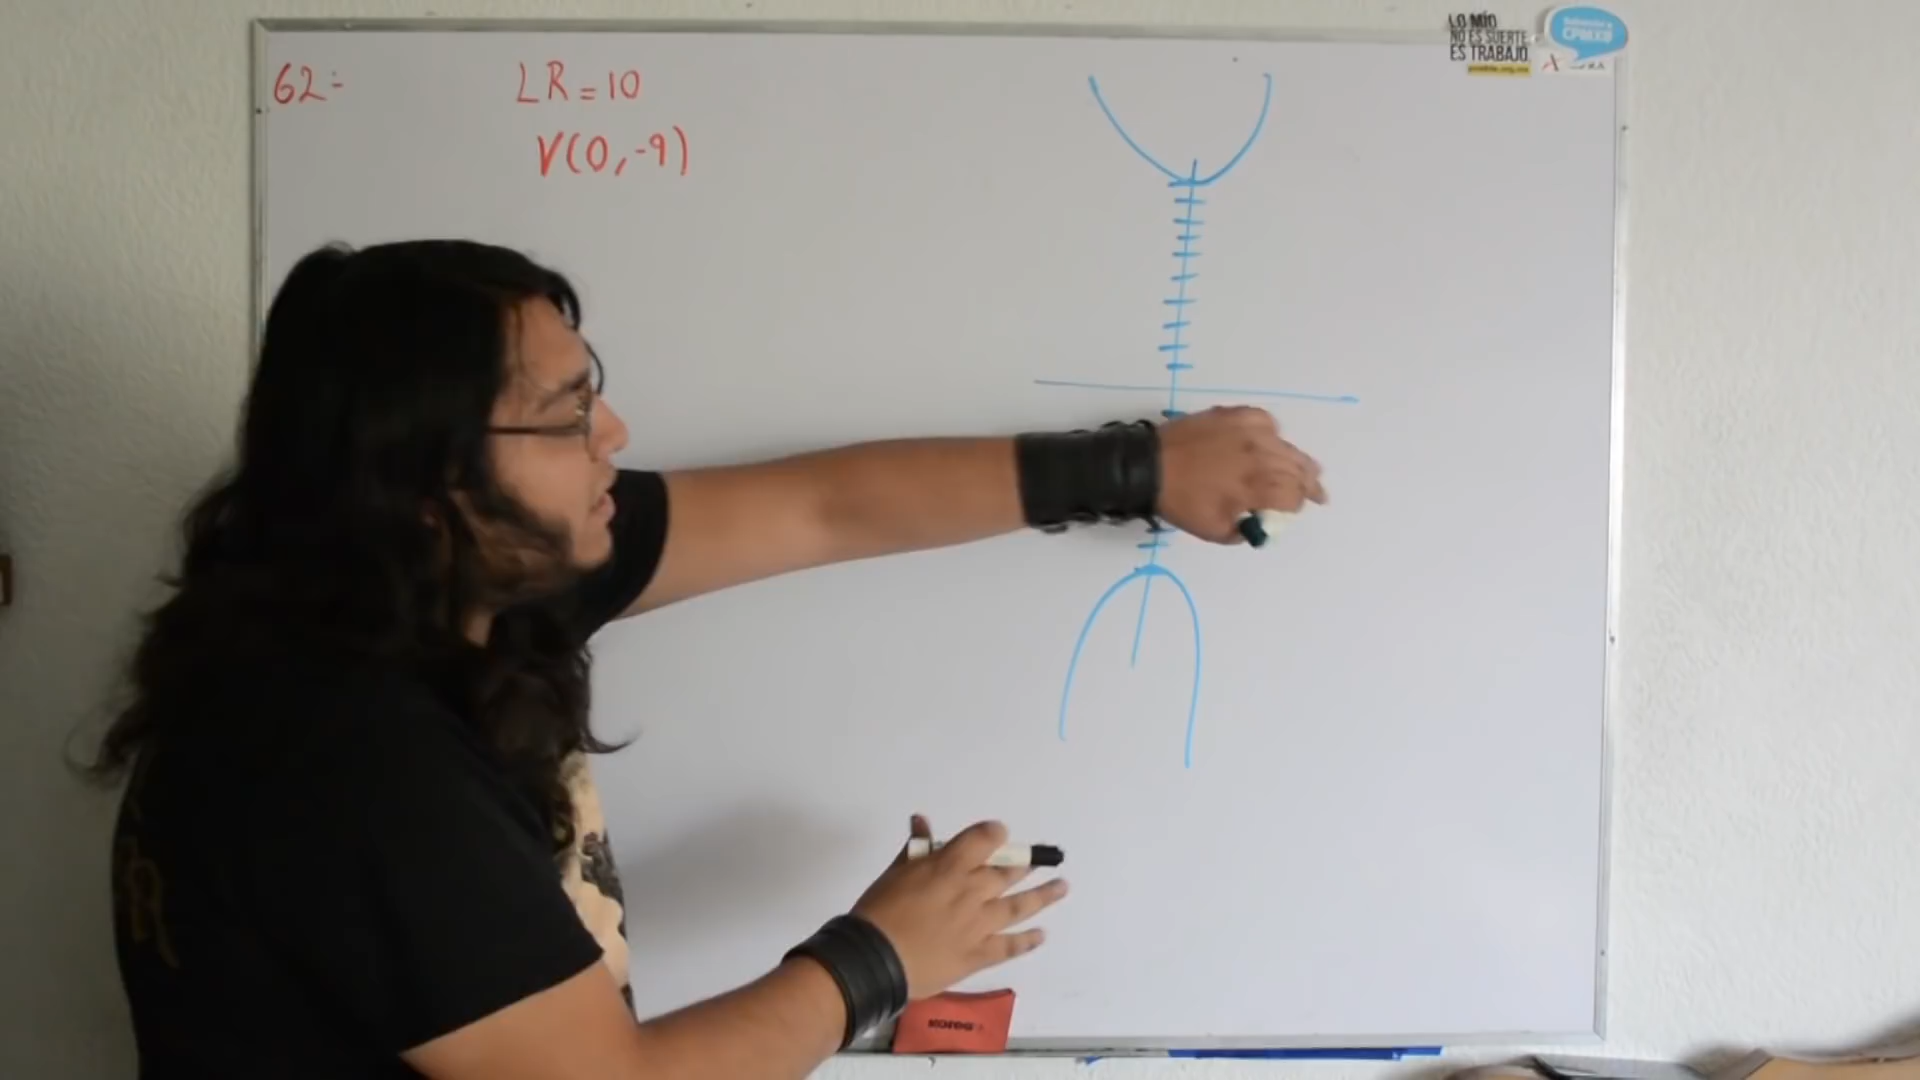 62:-
LR = 10
V(0, -9)
LO MÍO
NO ES SUERTE
ES TRABAJO.